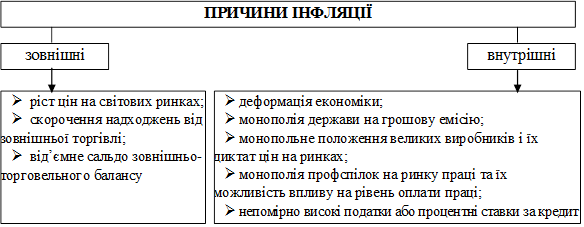 ПРИЧИНИ ІНФЛЯЦІЇ
зовнішні
внутрішні
➢ ріст цін на світових ринках;
➢ скорочення надходжень від
зовнішньої торгівлі;
➢ від’ємне сальдо зовнішньо-
торговельного балансу
➢ деформація економіки;
➢ монополія держави на грошову емісію;
➢ монопольне положення великих виробників і їх
диктат цін на ринках;
➢ монополія профспілок на ринку праці та їх
можливість впливу на рівень оплати праці;
➢ непомірно високі податки або процентні ставки за кредит